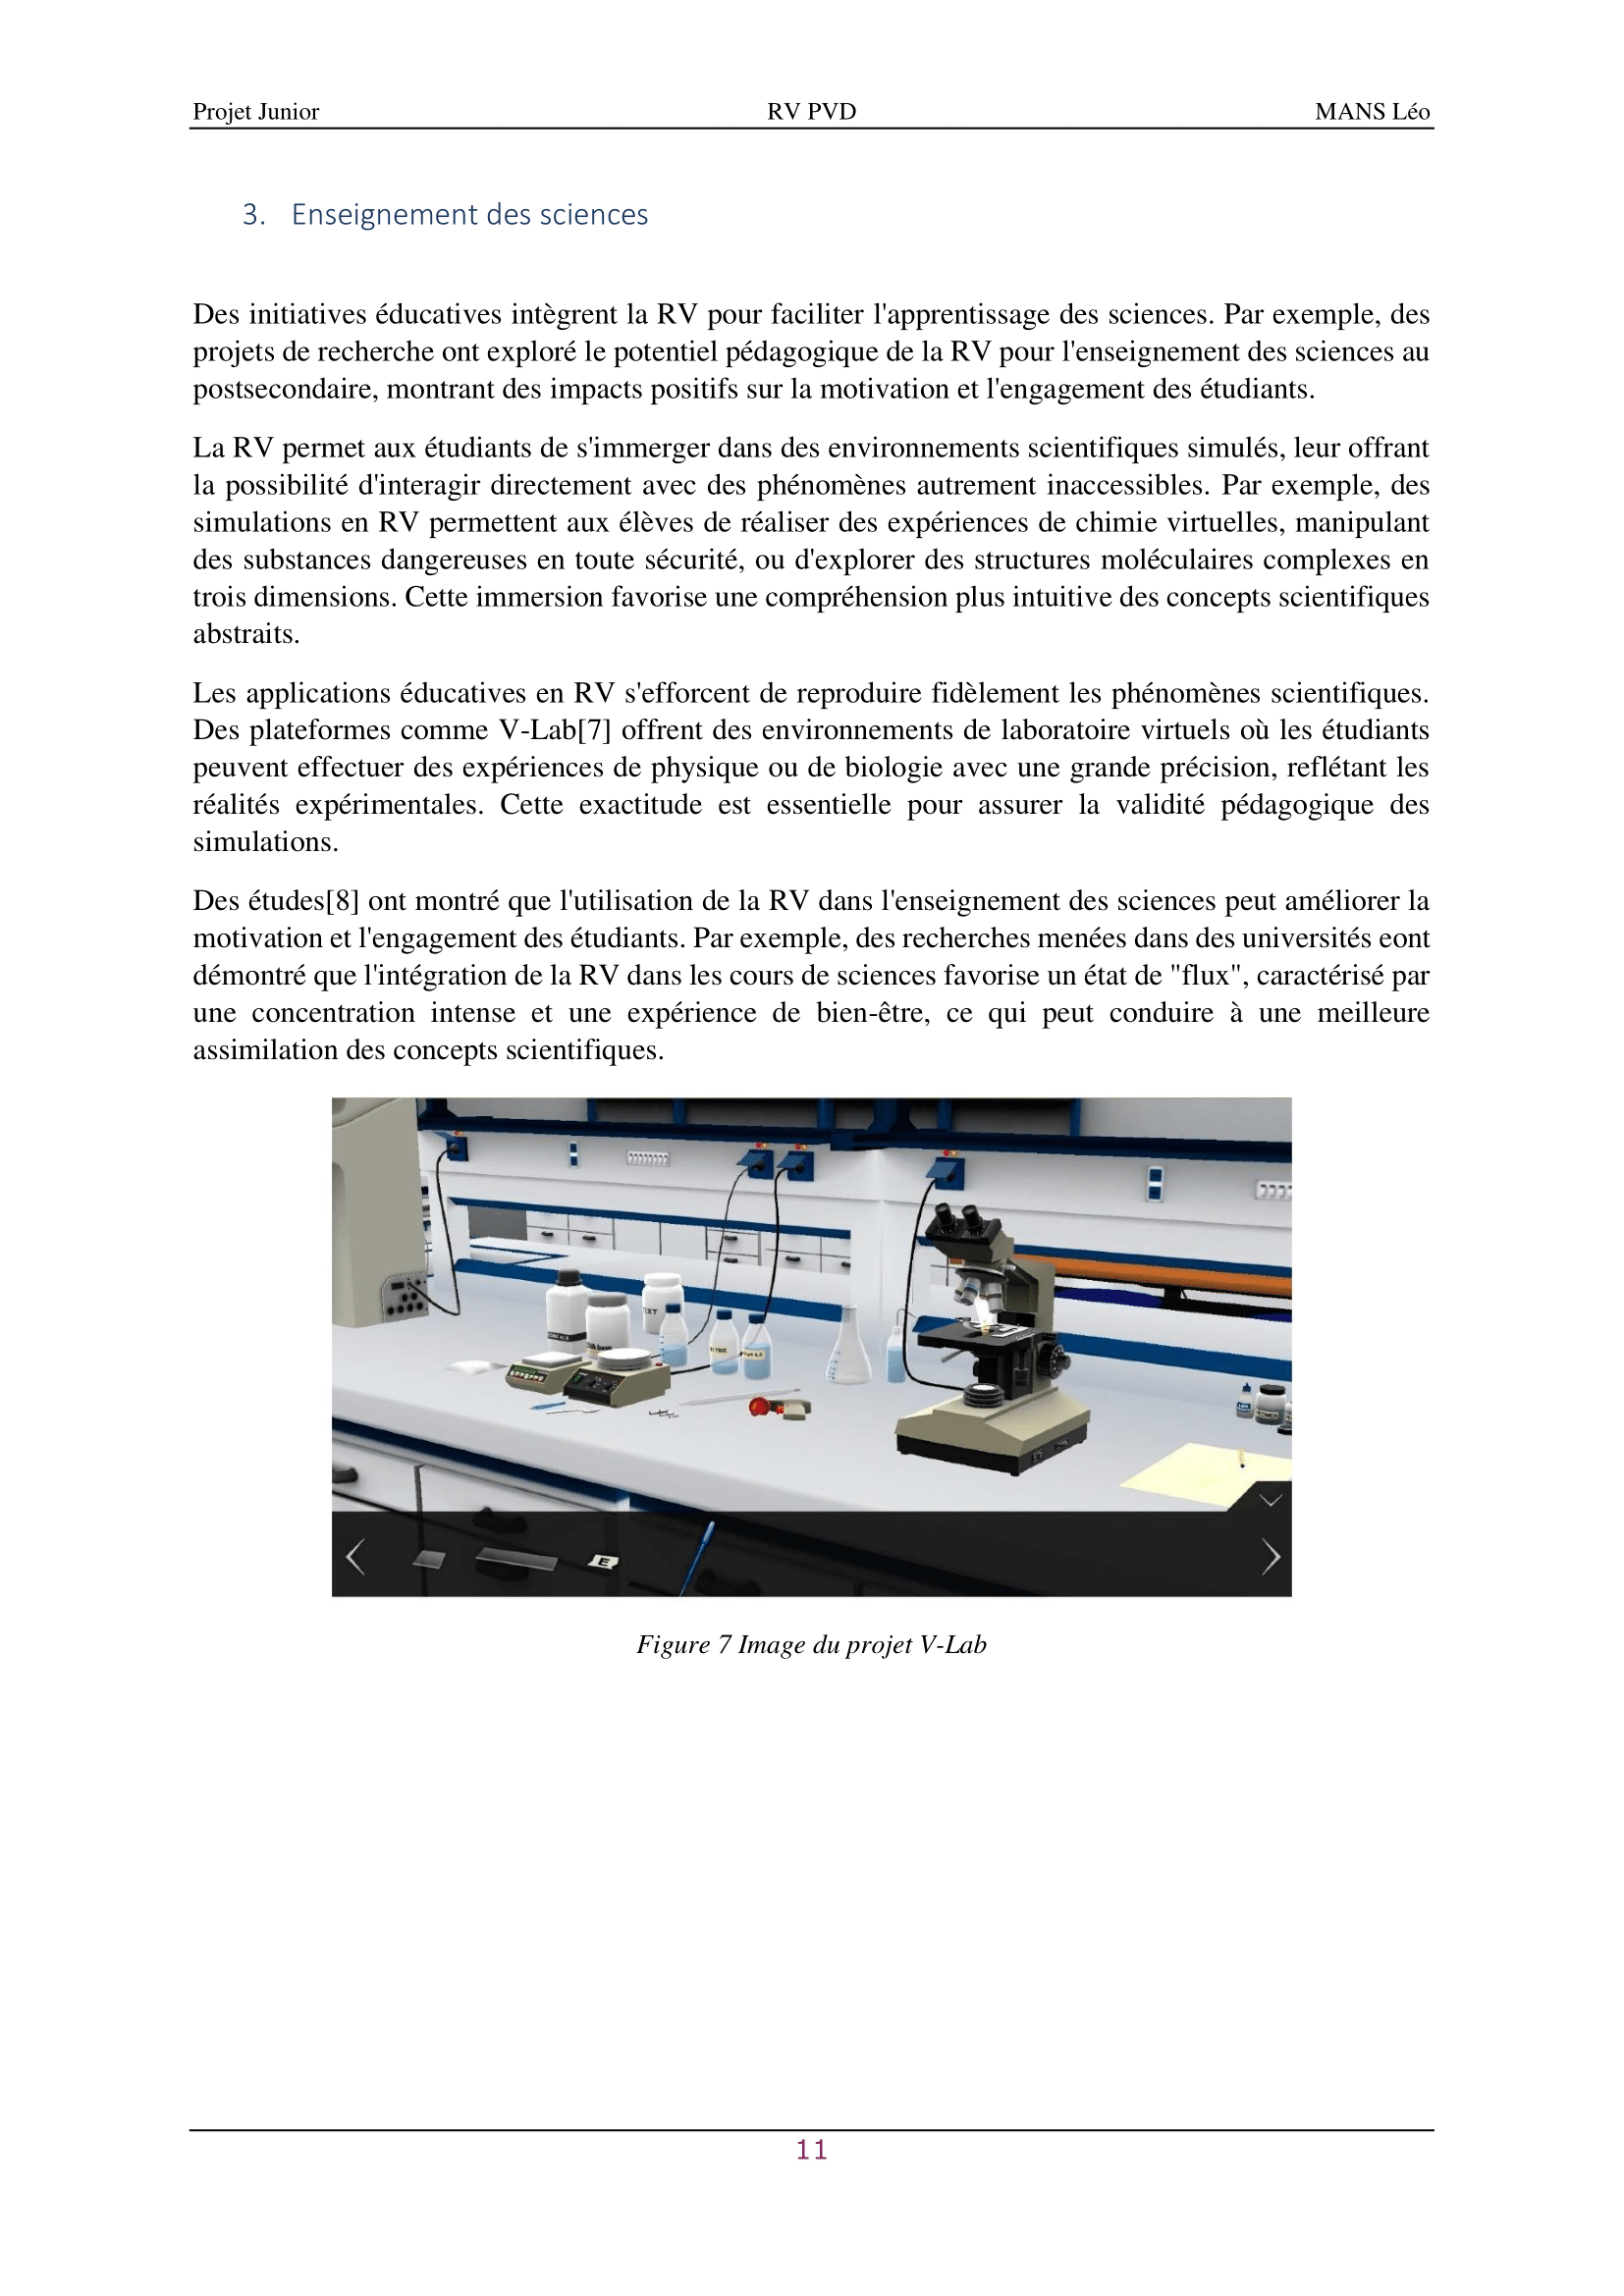 Projet Junior RV PVD MANS Léo
3. Enseignement des sciences
Des initiatives éducatives intègrent la RV pour faciliter l'apprentissage des sciences. Par exemple, des
projets de recherche ont exploré le potentiel pédagogique de la RV pour l'enseignement des sciences au
postsecondaire, montrant des impacts positifs sur la motivation et l'engagement des étudiants.
La RV permet aux étudiants de s'immerger dans des environnements scientifiques simulés, leur offrant
la possibilité d'interagir directement avec des phénomènes autrement inaccessibles. Par exemple, des
simulations en RV permettent aux élèves de réaliser des expériences de chimie virtuelles, manipulant
des substances dangereuses en toute sécurité, ou d'explorer des structures moléculaires complexes en
trois dimensions. Cette immersion favorise une compréhension plus intuitive des concepts scientifiques
abstraits.
Les applications éducatives en RV s'efforcent de reproduire fidèlement les phénomènes scientifiques.
Des plateformes comme V-Lab[7] offrent des environnements de laboratoire virtuels où les étudiants
peuvent effectuer des expériences de physique ou de biologie avec une grande précision, reflétant les
réalités expérimentales. Cette exactitude est essentielle pour assurer la validité pédagogique des
simulations.
Des études[8] ont montré que l'utilisation de la RV dans l'enseignement des sciences peut améliorer la
motivation et l'engagement des étudiants. Par exemple, des recherches menées dans des universités eont
démontré que l'intégration de la RV dans les cours de sciences favorise un état de "flux", caractérisé par
une concentration intense et une expérience de bien-être, ce qui peut conduire à une meilleure
assimilation des concepts scientifiques.
E
Figure 7 Image du projet V-Lab
11